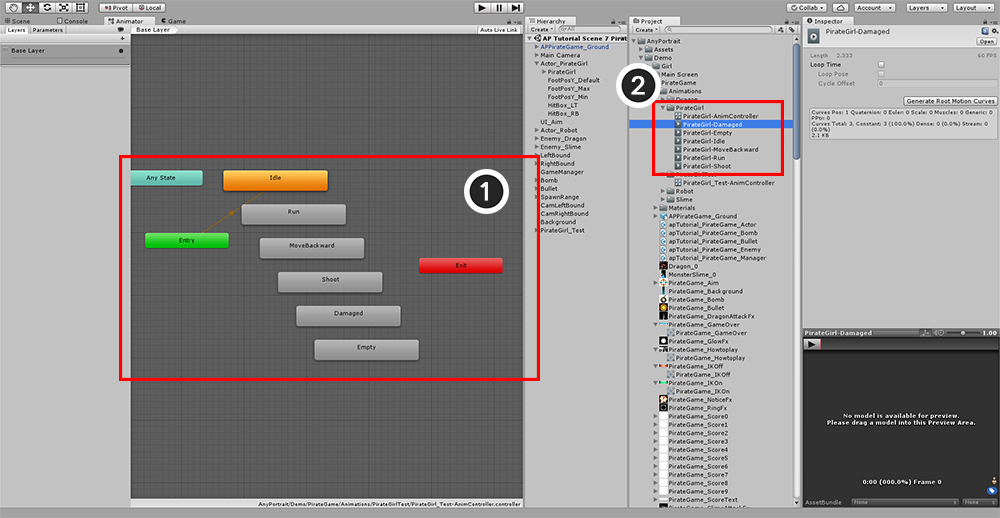 Pivot
Local
Collab
Account
Layers
Layout
Scene
Console
Animator
Game
Layers
Parameters
Base Layer
Auto Live Link
Base Layer
Any State
Idle
Run
Entry
MoveBackward
Exit
Shoot
Damaged
Empty
1
AnyPortrait/Demo/PirateGame/Animations/PirateGirlTest/PirateGirl_Test-AnimController.controller
Hierarchy
Create
All
AP Tutorial Scene 7 Pirat
APPirateGame_Ground
Main Camera
Actor_PirateGirl
PirateGirl
FootPosY_Default
FootPosY_Max
FootPosY_Min
HitBox_LT
HitBox_RB
UI_Aim
Actor_Robot
Enemy_Dragon
Enemy_Slime
LeftBound
RightBound
GameManager
Bomb
Bullet
SpawnRange
CamLeftBound
CamRightBound
Background
PirateGirl_Test
Project
Create
AnyPortrait
Assets
Demo
Girl
Main Screen
PirateGame
Animations
Dragon
2
PirateGirl
PirateGirl-AnimController
PirateGirl-Damaged
PirateGirl-Empty
PirateGirl-Idle
PirateGirl-MoveBackward
PirateGirl-Run
PirateGirl-Shoot
PirateGirlTest
PirateGirl_Test-AnimController
Robot
Slime
Materials
APPirateGame_Ground
apTutorial_PirateGame_Actor
apTutorial_PirateGame_Bomb
apTutorial_PirateGame_Bullet
apTutorial_PirateGame_Enemy
apTutorial_PirateGame_Manager
Dragon_0
MonsterSlime_0
PirateGame_Aim
PirateGame_Background
PirateGame_Bomb
PirateGame_Bullet
PirateGame_DragonAttackFx
PirateGame_GameOver
PirateGame_GameOver
PirateGame_GlowFx
PirateGame_Howtoplay
PirateGame_Howtoplay
PirateGame_IKOff
PirateGame_IKOff
PirateGame_IKOn
PirateGame_IKOn
PirateGame_NoticeFx
PirateGame_RingFx
PirateGame_Score0
PirateGame_Score1
PirateGame_Score2
PirateGame_Score3
PirateGame_Score4
PirateGame_Score5
PirateGame_Score6
PirateGame_Score7
PirateGame_Score8
PirateGame_Score9
PirateGame_ScoreText
PirateGame_SlimeAttackFx
Inspector
PirateGirl-Damaged
Open
Length 2.333
60 FPS
Loop Time
Loop Pose
Cycle Offset
0
Generate Root Motion Curves
Curves Pos: 1 Quaternion: 0 Euler: 0 Scale: 0 Muscles: 0 Generic: 0
PPtr: 0
Curves Total: 3, Constant: 3 (100.0%) Dense: 0 (0.0%) Stream: 0
(0.0%)
2.1 KB
PirateGirl-Damaged
1.00
No model is available for preview.
Please drag a model into this Preview Area.
0:00 (000.0%) Frame 0
AssetBundle
None
None